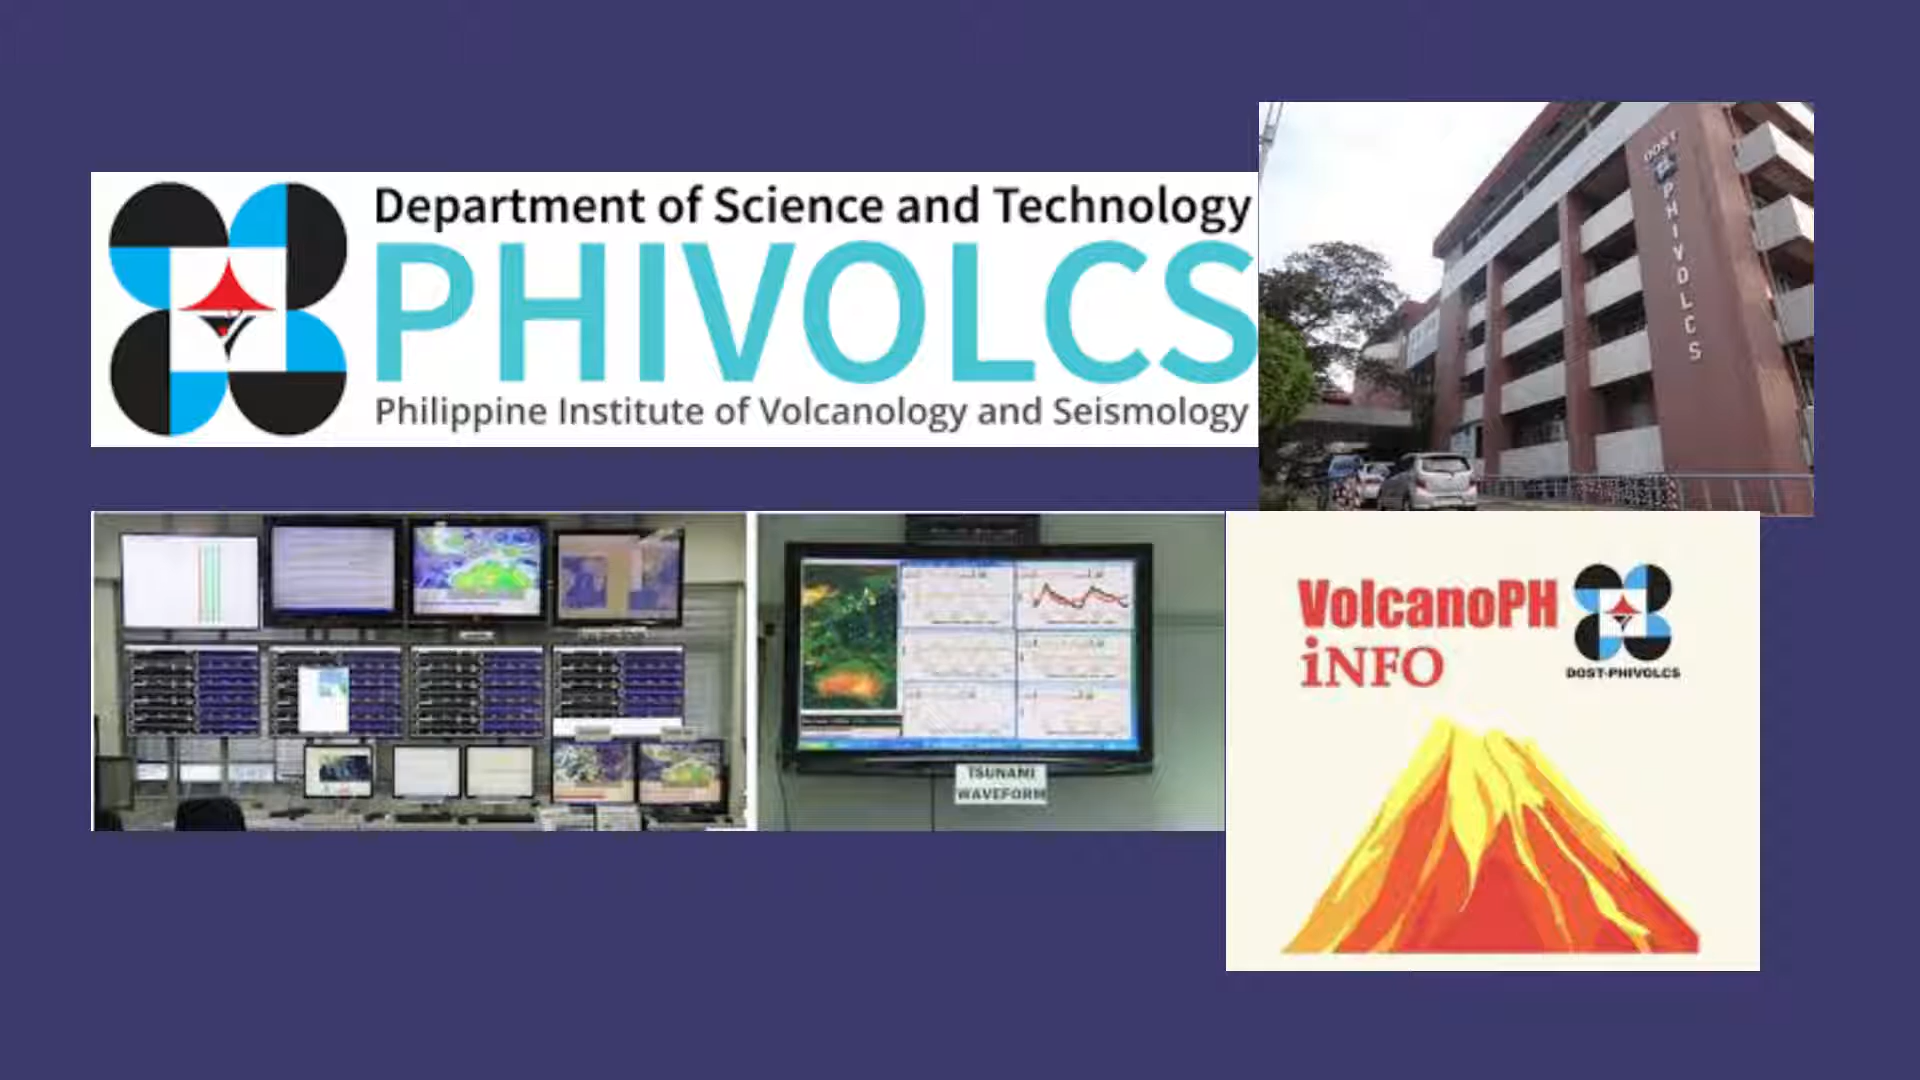 Department of Science and Technology
PHIVOLCS
Philippine Institute of Volcanology and Seismology
DOST
PHIVOLCS
TSUNAMI
WAVEFORM
VolcanoPH
iNFO
DOST-PHIVOLCS